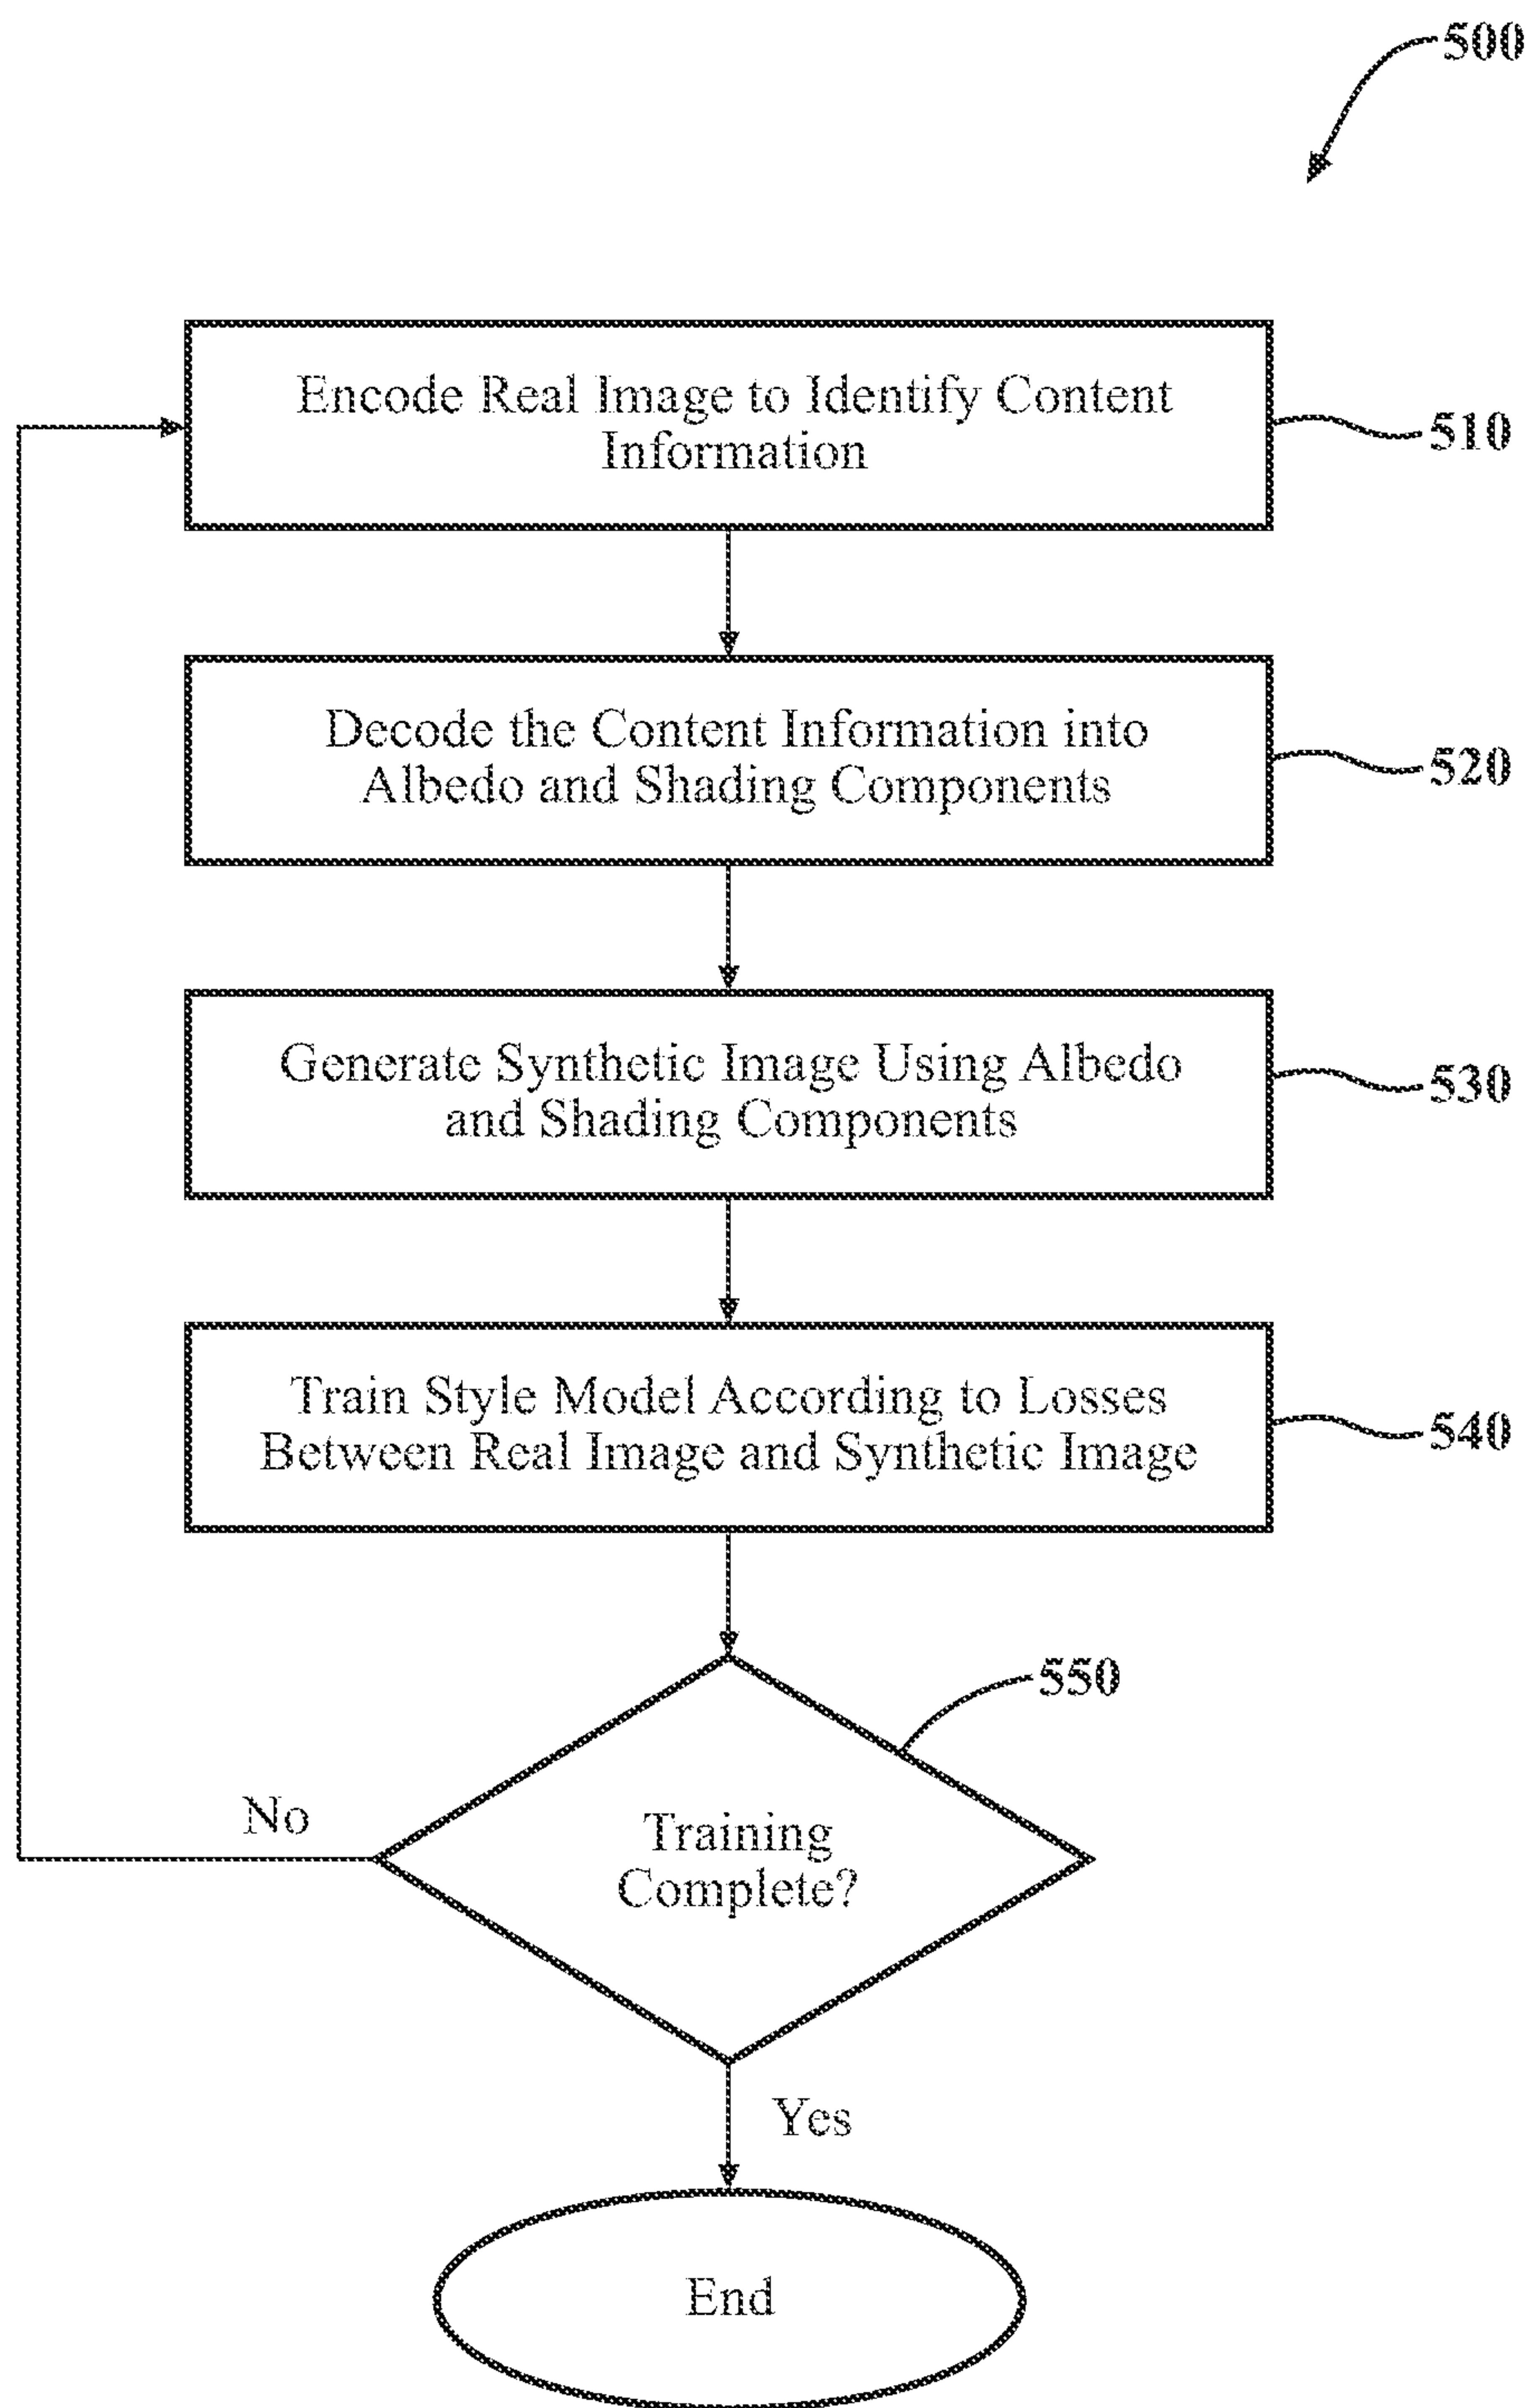 500
Encode Real Image to Identify Content
Information
510
Decode the Content Information into
Albedo and Shading Components
520
Generate Synthetic Image Using Albedo
and Shading Components
530
Train Style Model According to Losses
Between Real Image and Synthetic Image
540
550
Training
Complete?
No
Yes
End